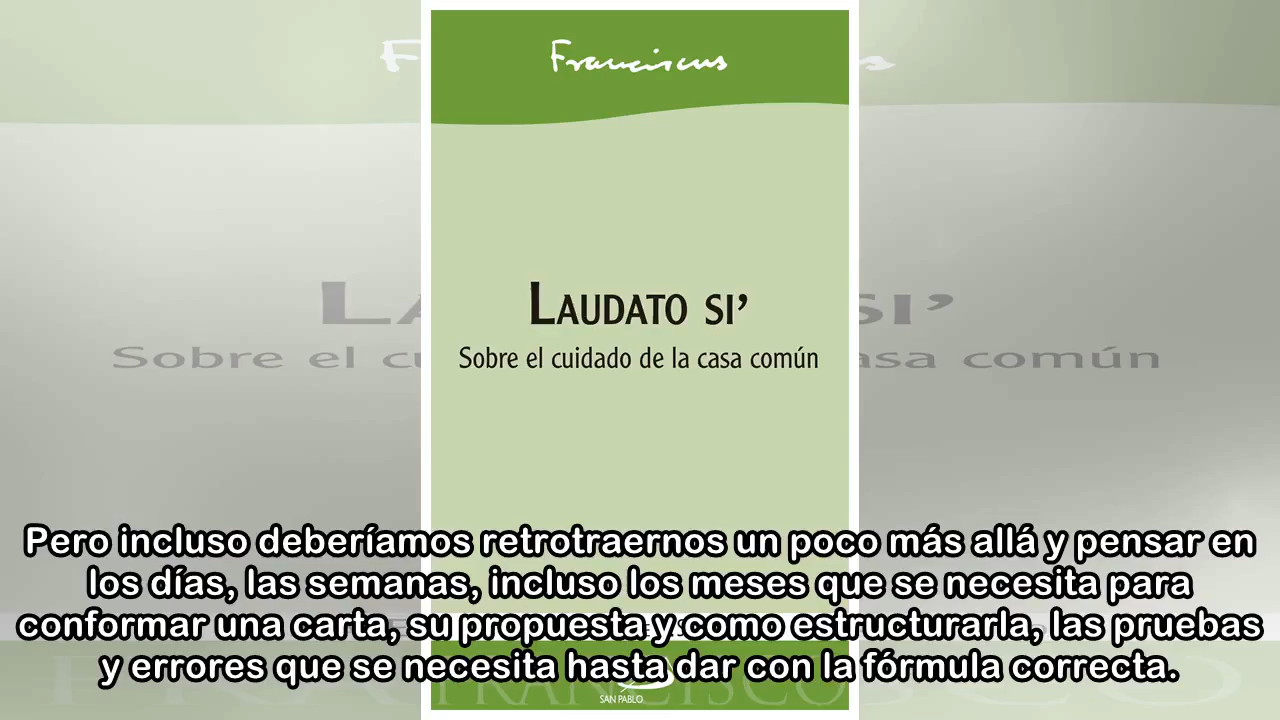 Franciscus
LAUDATO SI’
Sobre el cuidado de la casa común
Pero incluso deberíamos retrotraernos un poco más allá y pensar en
los días, las semanas, incluso los meses que se necesita para
conformar una carta, su propuesta y como estructurarla, las pruebas
y errores que se necesita hasta dar con la fórmula correcta.
SAN PABLO